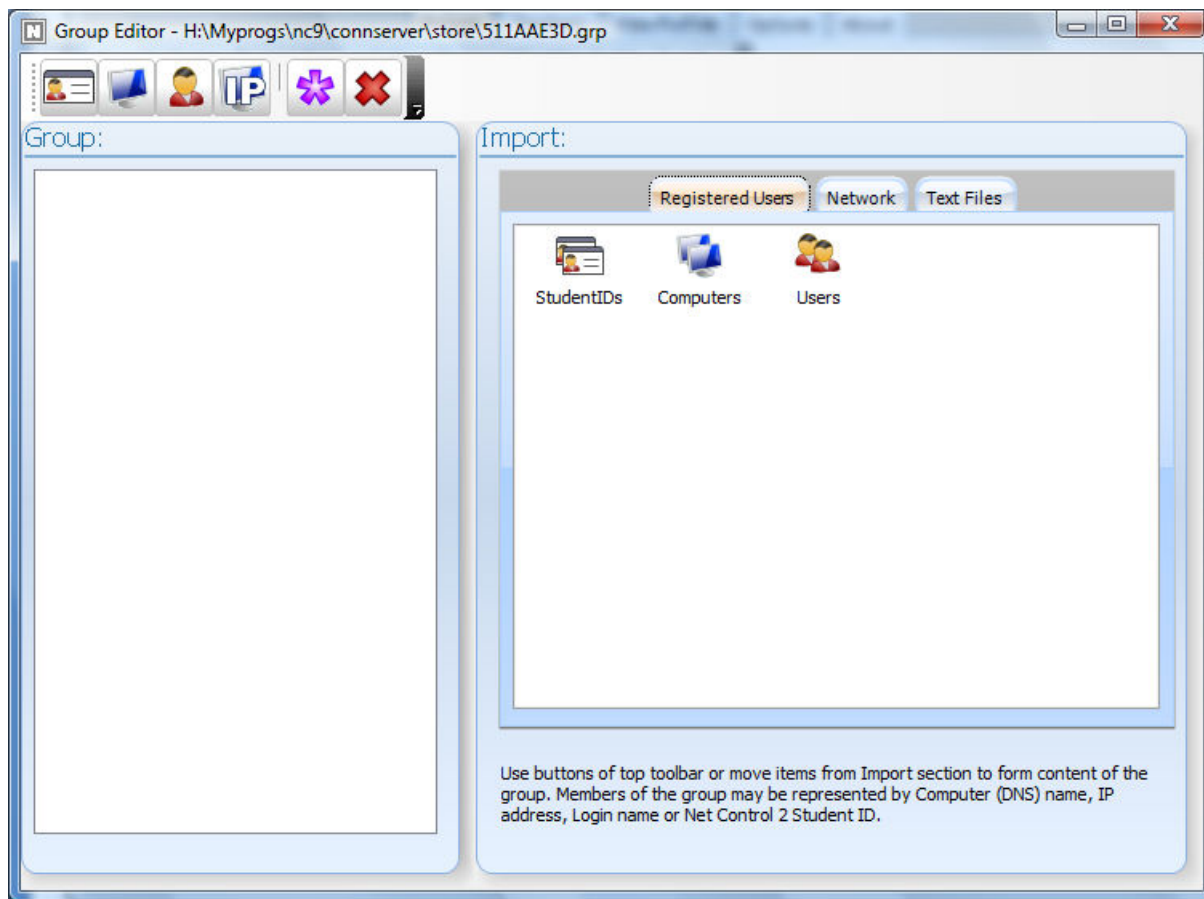 Group Editor - H:\Myprogs\nc9\connserver\store\511AAE3D.grp
IP
Group:
Import:
Registered Users
Network
Text Files
StudentIDs
Computers
Users
Use buttons of top toolbar or move items from Import section to form content of the
group. Members of the group may be represented by Computer (DNS) name, IP
address, Login name or Net Control 2 Student ID.